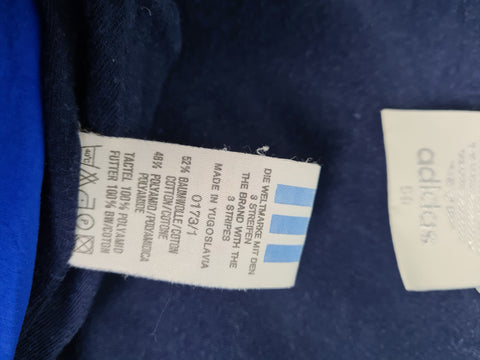 DIE WELTMARKE MIT DEN
3 STREIFEN
THE BRAND WITH THE
3 STRIPES
MADE IN YUGOSLAVIA
0173/1
52% BAUMWOLLE/COTTON
COTTON/COTONE
48% POLYAMID/POLYAMIDICA
POLYAMIDE
TACTEL 100% POLYAMID
FUTTER 100% BW/COTTON
40°C
adidas